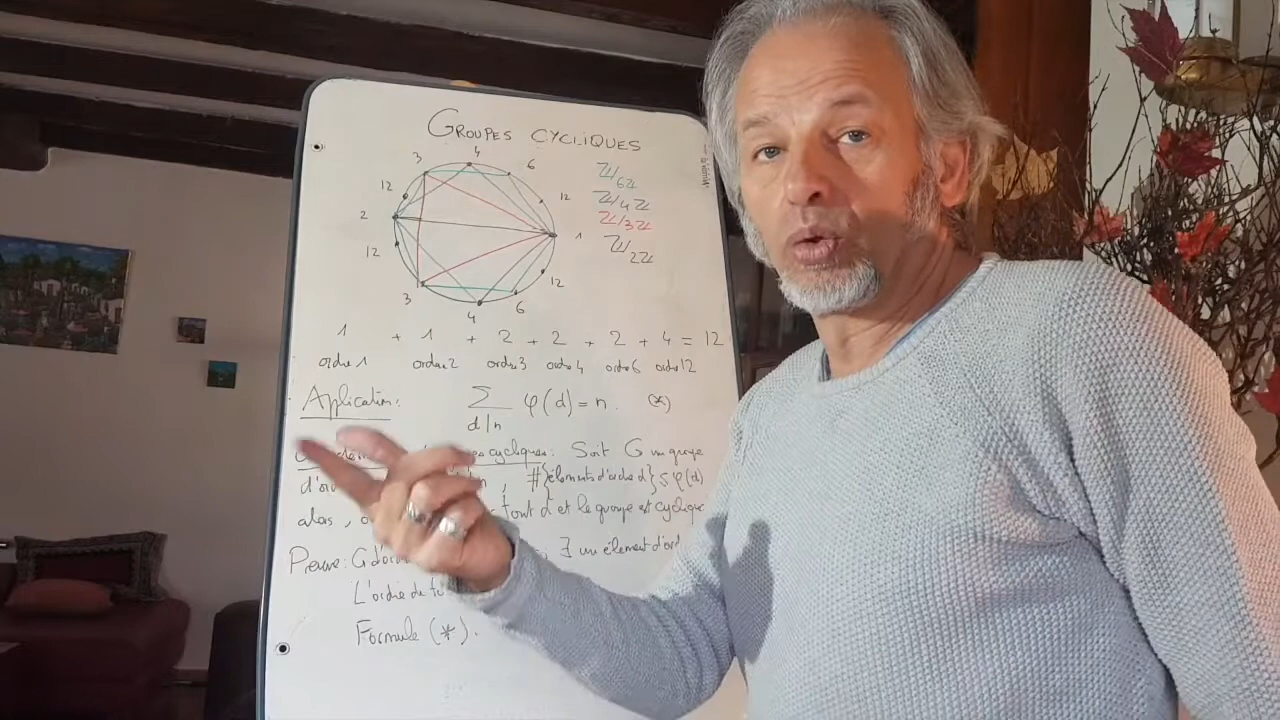 GROUPES CYCLIQUES
3 4 6
12 12
2 1
12 12
3 4 6
Z/6Z
Z/4Z
Z/3Z
Z/2Z
1 + 1 + 2 + 2 + 2 + 4 = 12
ordre 1 ordre 2 ordre 3 ordre 4 ordre 6 ordre 12
Application: Σ φ(d) = n. (*)
d|n
cycliques: Soit G un groupe
d'or , #{éléments d'ordre d} ≤ φ(d)
alors, tout d et le groupe est cyclique
Preuve: G d'ordre ∃ un élément d'ord
L'ordre de
Formule (*).